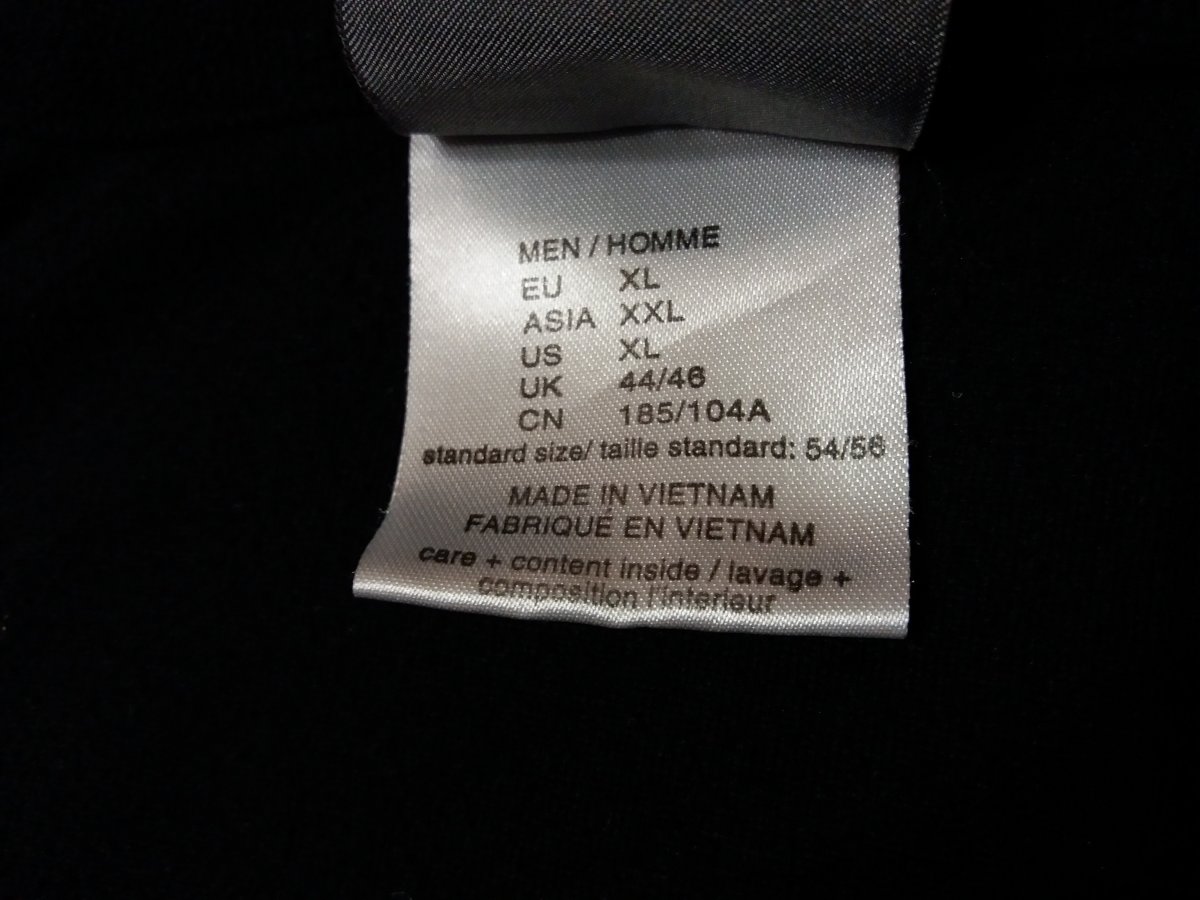 MEN / HOMME
EU XL
ASIA XXL
US XL
UK 44/46
CN 185/104A
standard size/ taille standard: 54/56
MADE IN VIETNAM
FABRIQUÉ EN VIETNAM
care + content inside / lavage +
composition l'interieur